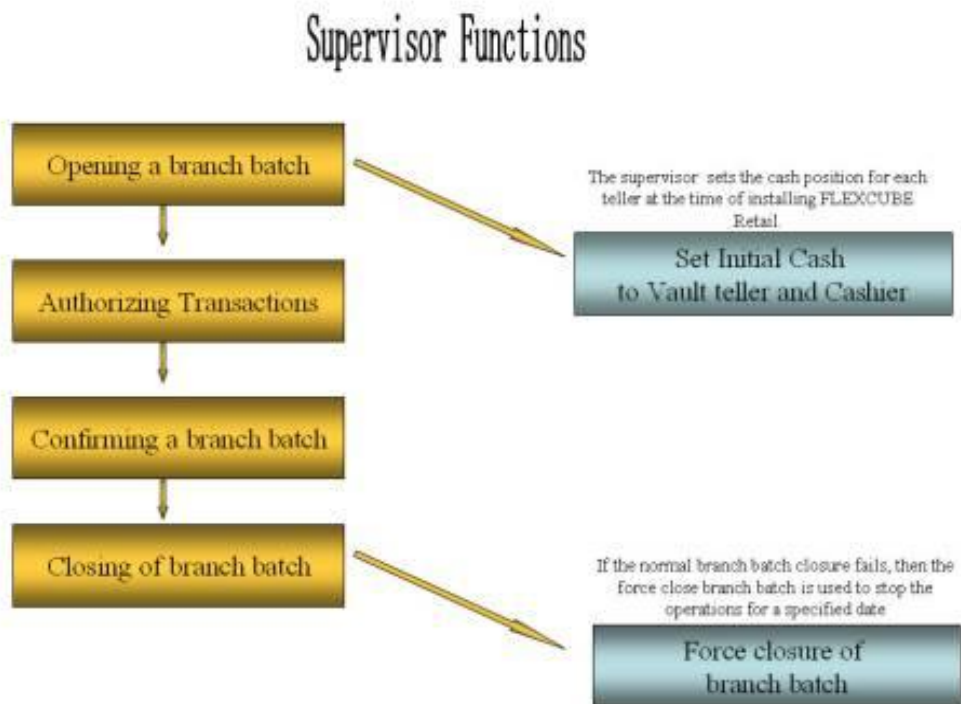 Supervisor Functions
Opening a branch batch
The supervisor sets the cash position for each
teller at the time of installing FLEXCUBE
Retail
Set Initial Cash
to Vault teller and Cashier
Authorizing Transactions
Confirming a branch batch
Closing of branch batch
If the normal branch batch closure fails, then the
force close branch batch is used to stop the
operations for a specified date
Force closure of
branch batch